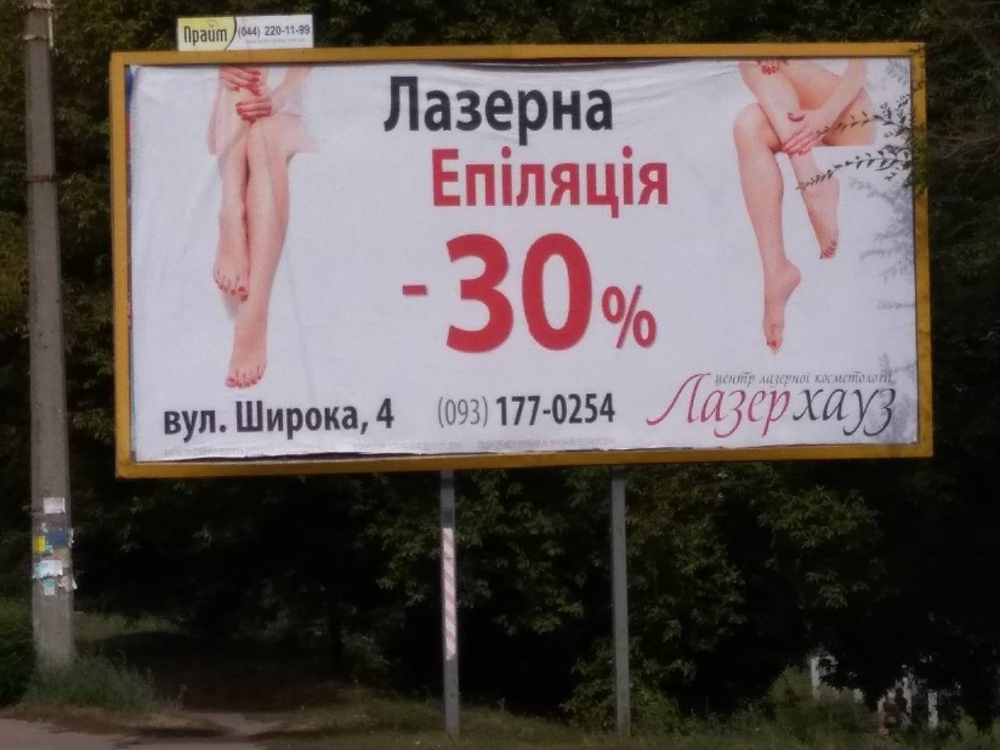 Прайт (044) 220-11-99
Лазерна
Епіляція
-30%
вул. Широка, 4 (093) 177-0254
центр лазерної косметології
Лазерхауз